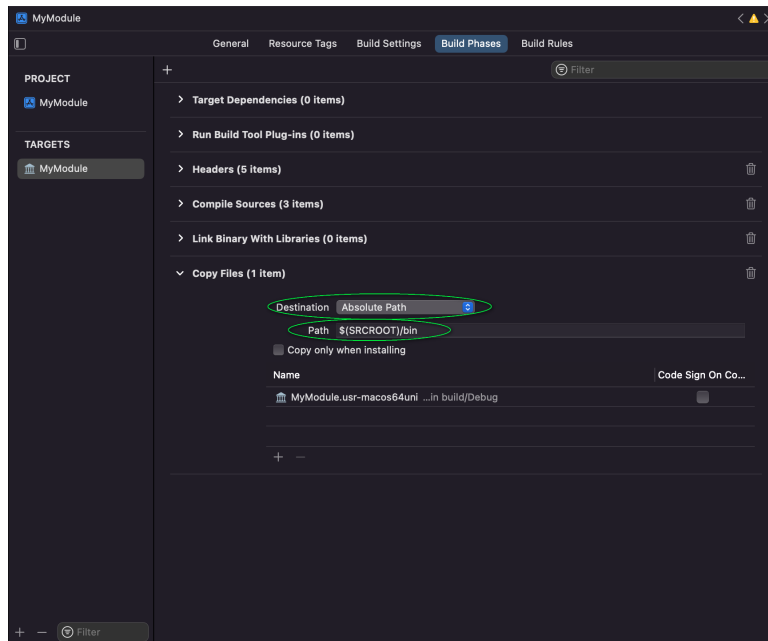 MyModule
General Resource Tags Build Settings Build Phases Build Rules
PROJECT
MyModule
TARGETS
MyModule
Filter
Target Dependencies (0 items)
Run Build Tool Plug-ins (0 items)
Headers (5 items)
Compile Sources (3 items)
Link Binary With Libraries (0 items)
Copy Files (1 item)
Destination Absolute Path
Path $(SRCROOT)/bin
Copy only when installing
Name Code Sign On Co...
MyModule.usr-macos64uni ...in build/Debug
Filter